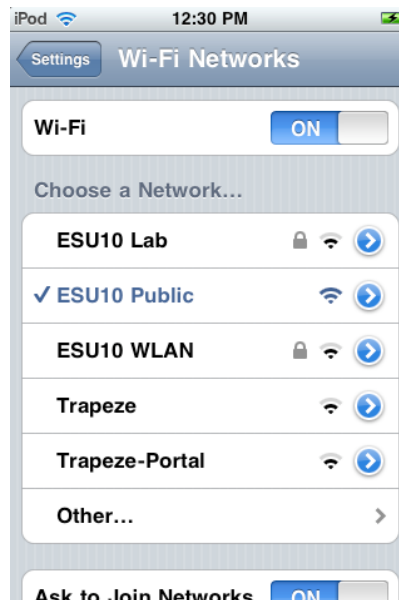 iPod 12:30 PM
Settings Wi-Fi Networks
Wi-Fi ON
Choose a Network...
ESU10 Lab
✓ ESU10 Public
ESU10 WLAN
Trapeze
Trapeze-Portal
Other...
Ask to Join Networks ON